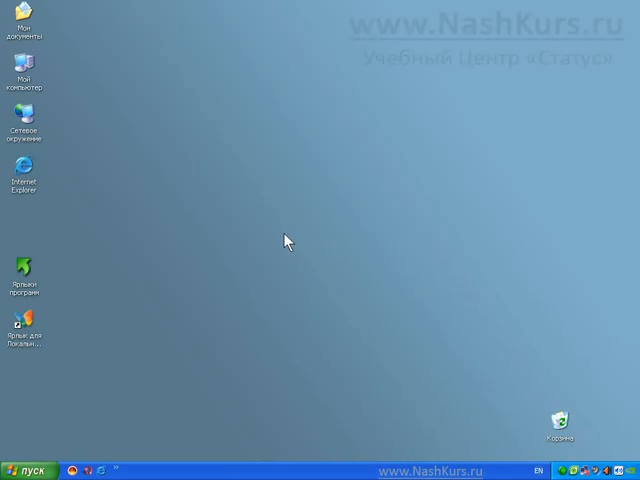 www.NashKurs.ru
Учебный Центр «Статус»
Мои
документы
Мой
компьютер
Сетевое
окружение
Internet
Explorer
Ярлыки
программ
Ярлык для
Локальн...
Корзина
пуск
www.NashKurs.ru
EN